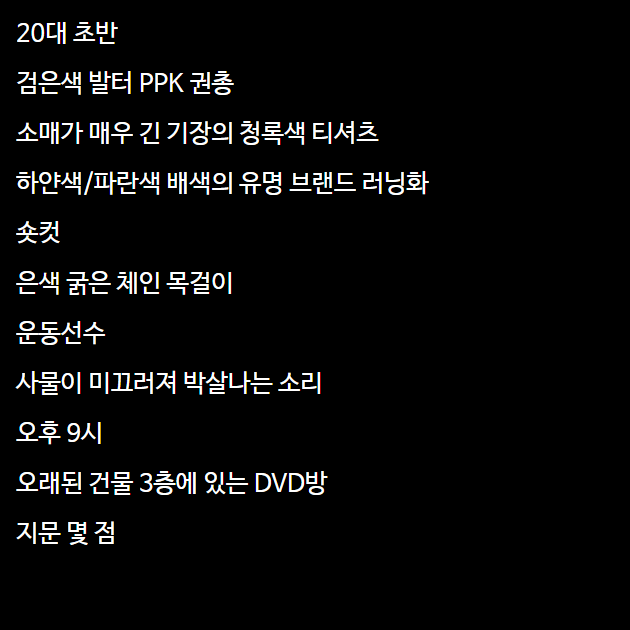 20대 초반
검은색 발터 PPK 권총
소매가 매우 긴 기장의 청록색 티셔츠
하얀색/파란색 배색의 유명 브랜드 러닝화
숏컷
은색 굵은 체인 목걸이
운동선수
사물이 미끄러져 박살나는 소리
오후 9시
오래된 건물 3층에 있는 DVD방
지문 몇 점